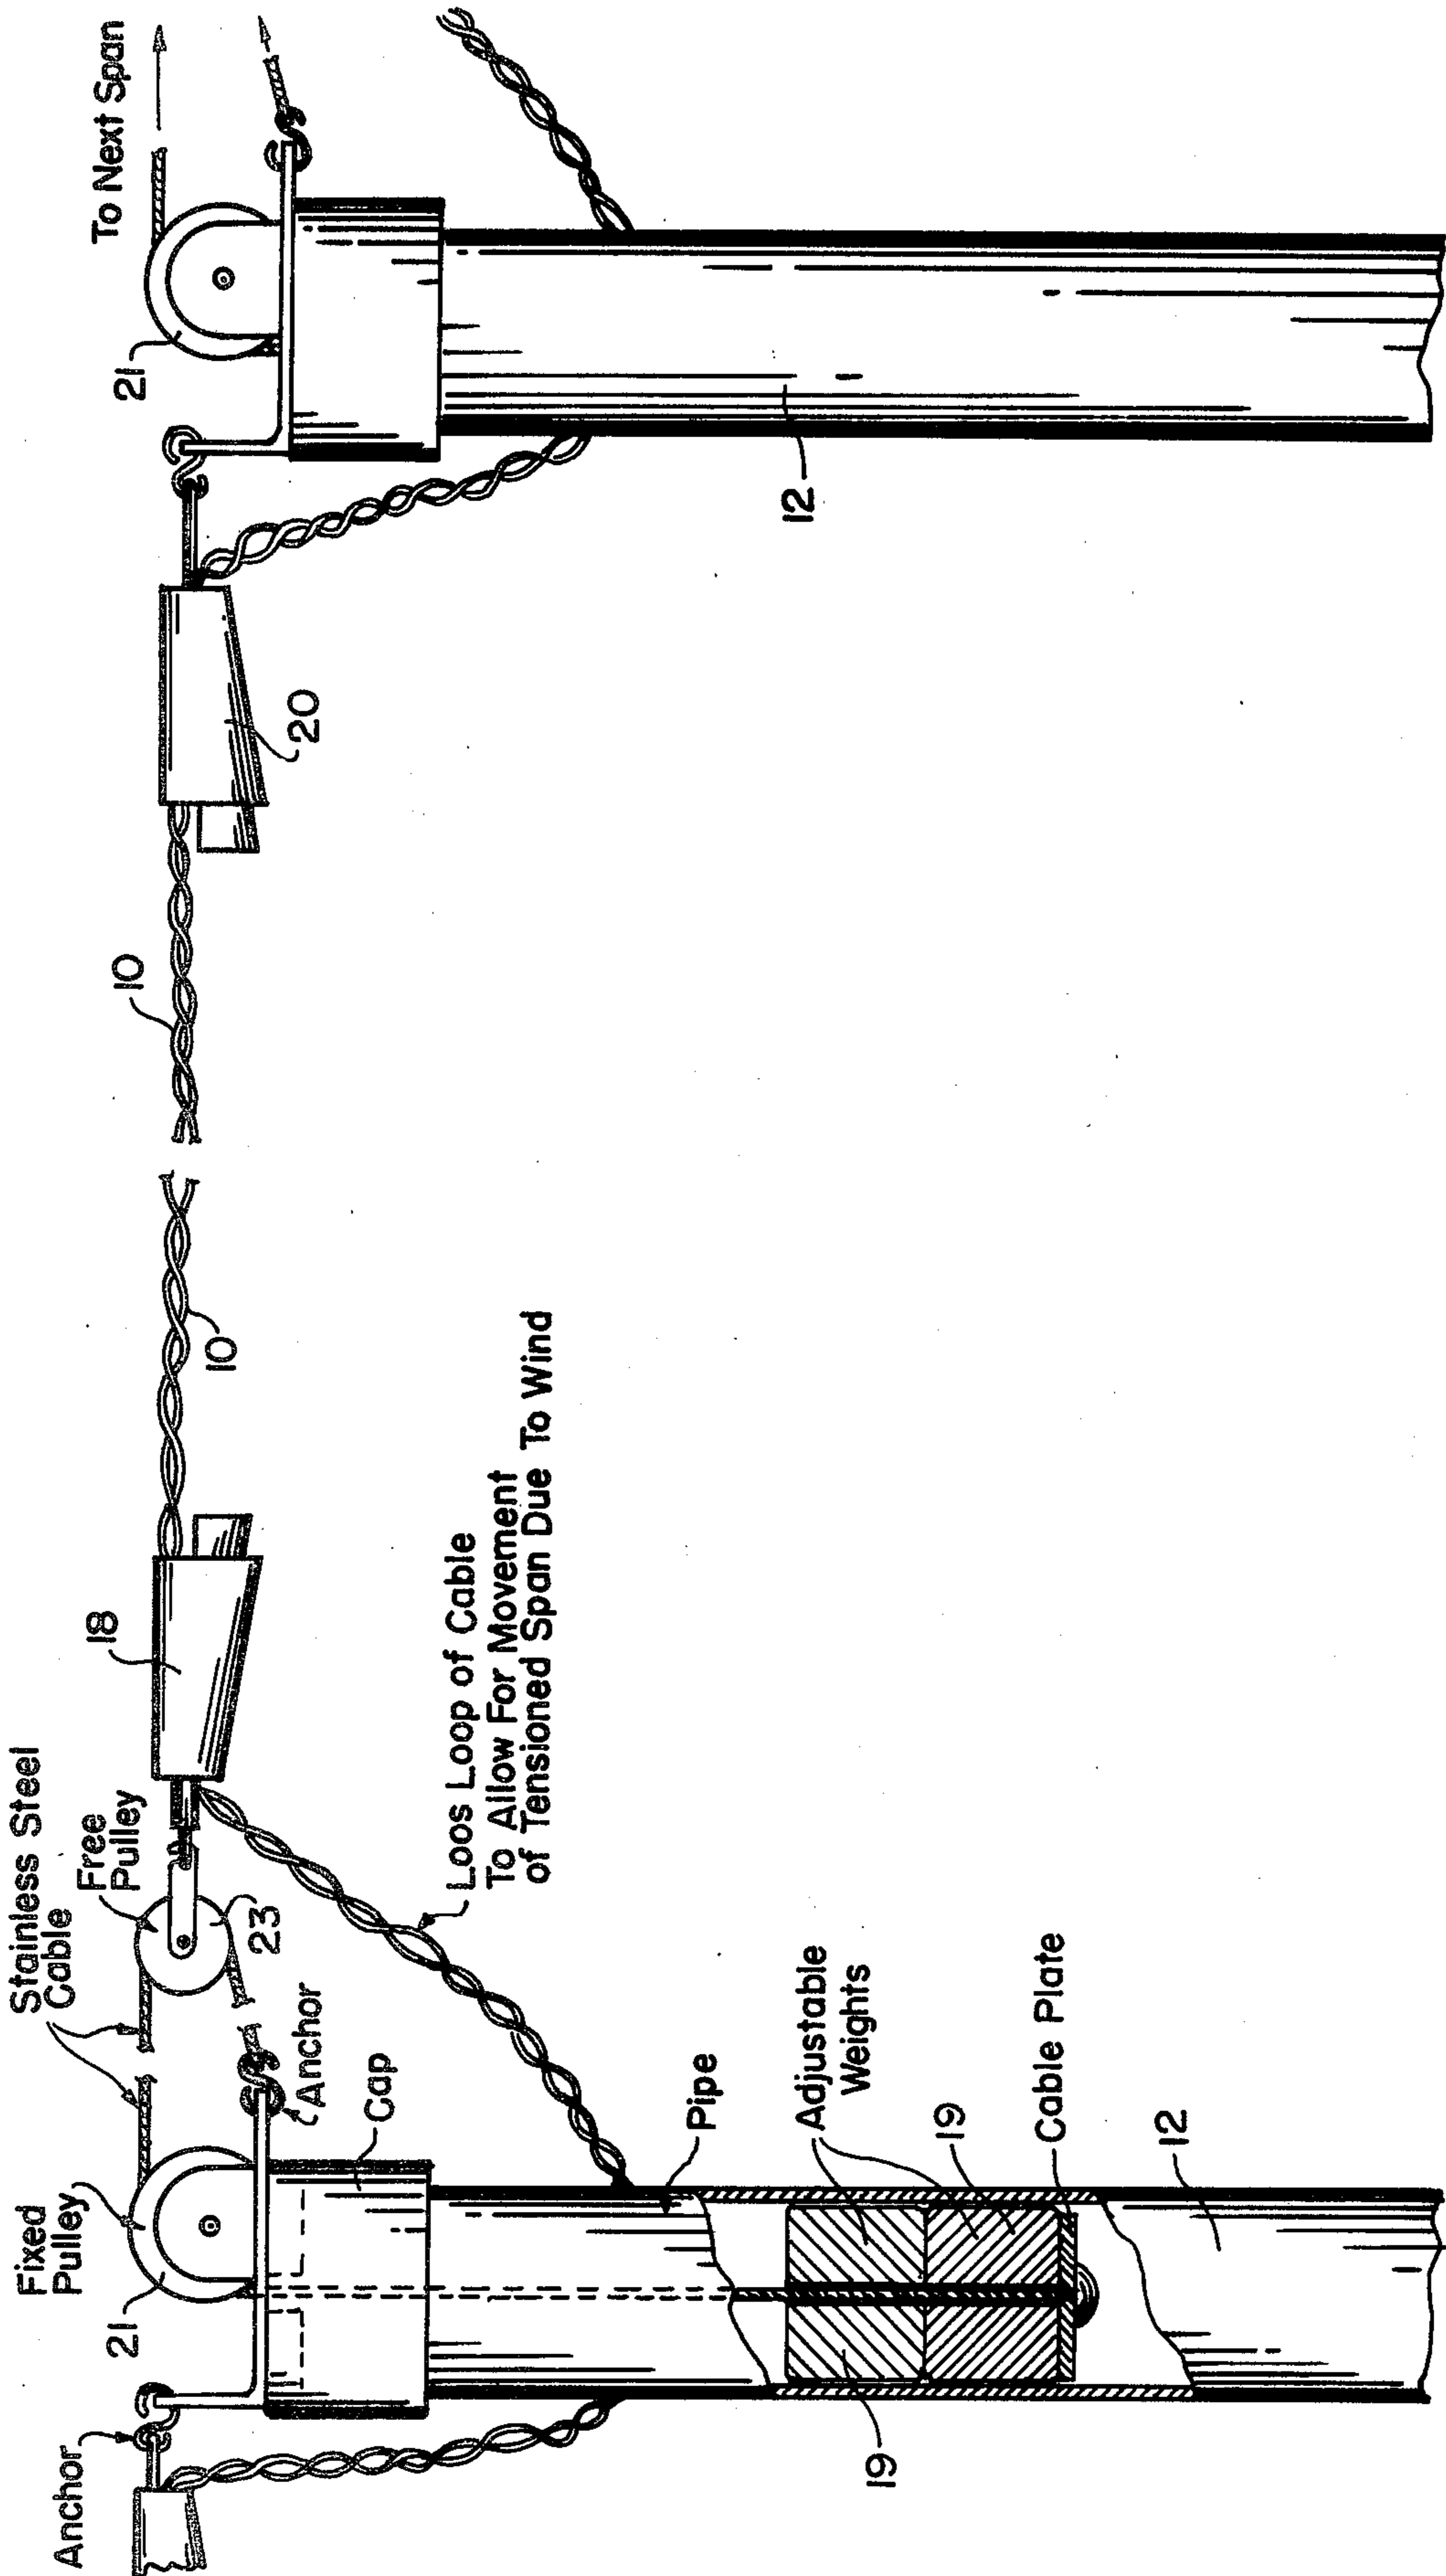 Anchor
21
Fixed
Pulley
Stainless Steel
Cable
Free
Pulley
23
18
10
10
20
21
To Next Span
Anchor
Cap
Loos Loop of Cable
To Allow For Movement
of Tensioned Span Due To Wind
Pipe
Adjustable
Weights
19
19
Cable Plate
12
12